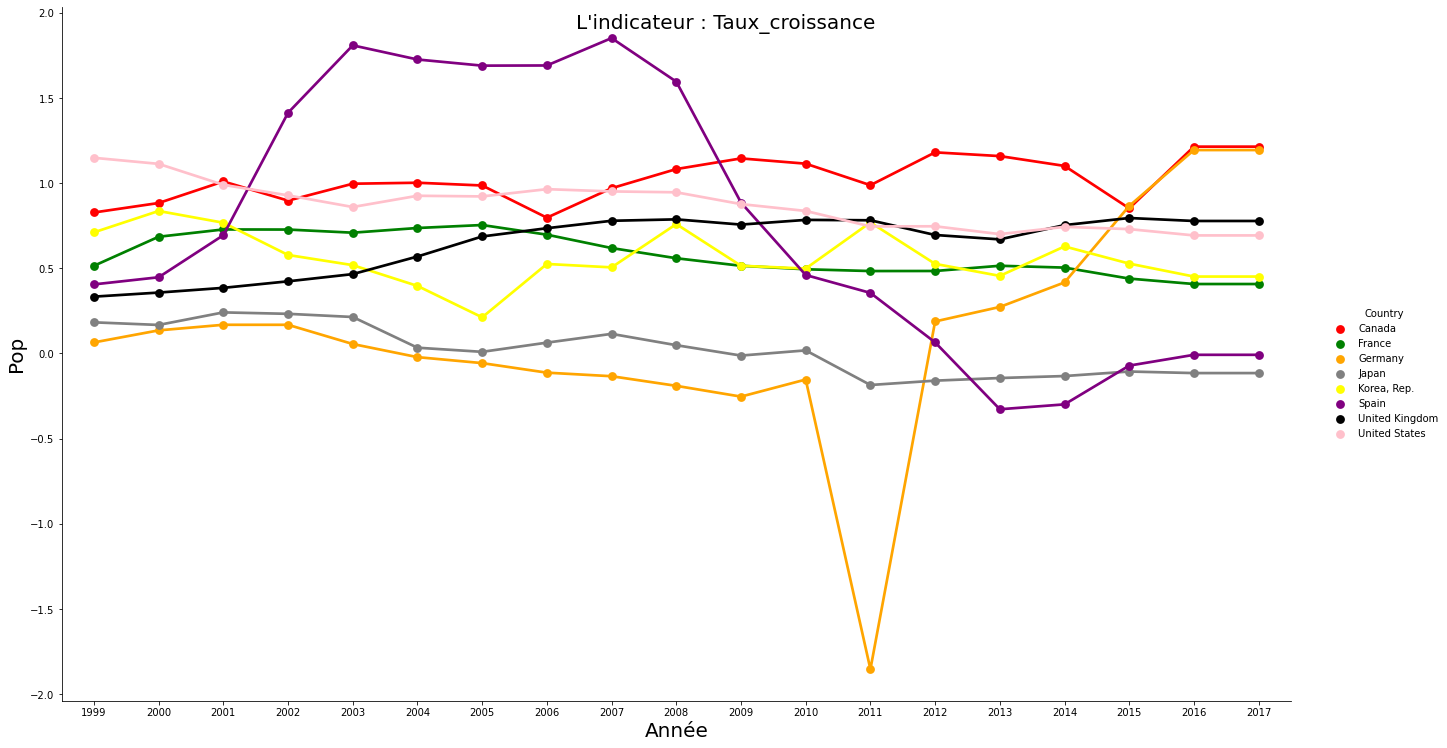 L'indicateur : Taux_croissance
2.0
1.5
1.0
0.5
0.0
−0.5
−1.0
−1.5
−2.0
Pop
1999 2000 2001 2002 2003 2004 2005 2006 2007 2008 2009 2010 2011 2012 2013 2014 2015 2016 2017
Année
Country
Canada
France
Germany
Japan
Korea, Rep.
Spain
United Kingdom
United States